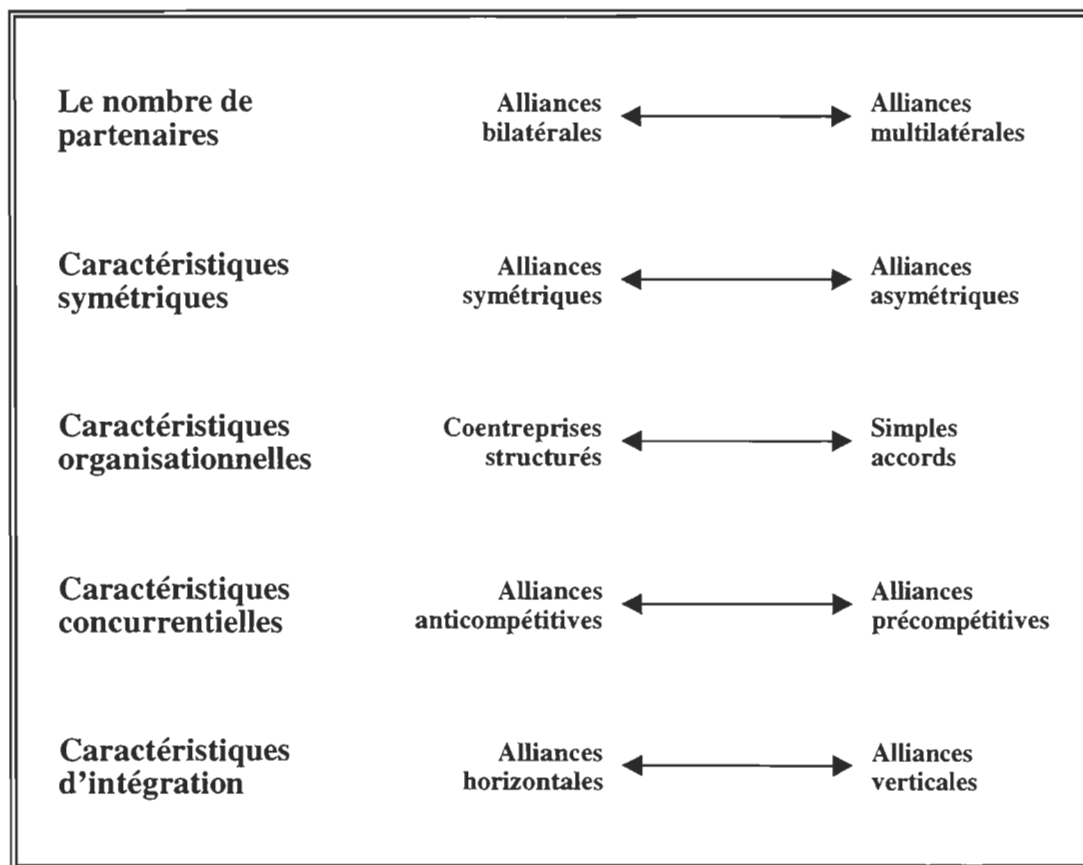 Le nombre de
partenaires
Alliances
bilatérales
Alliances
multilatérales
Caractéristiques
symétriques
Alliances
symétriques
Alliances
asymétriques
Caractéristiques
organisationnelles
Coentreprises
structurés
Simples
accords
Caractéristiques
concurrentielles
Alliances
anticompétitives
Alliances
précompétitives
Caractéristiques
d'intégration
Alliances
horizontales
Alliances
verticales